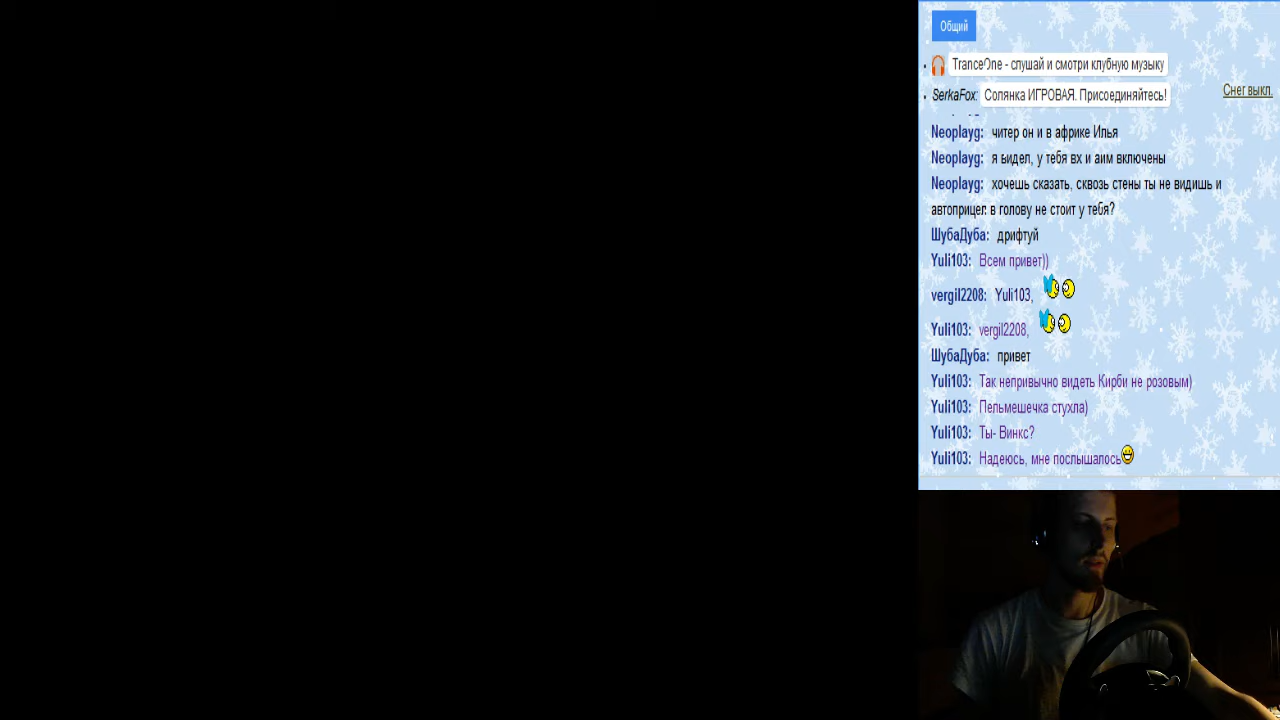 Общий
TranceOne - слушай и смотри клубную музыку
SerkaFox: Солянка ИГРОВАЯ. Присоединяйтесь!
Снег выкл.
Neoplayg: читер он и в африке Илья
Neoplayg: я видел, у тебя вх и аим включены
Neoplayg: хочешь сказать, сквозь стены ты не видишь и
автоприцел в голову не стоит у тебя?
ШубаДуба: дрифтуй
Yuli103: Всем привет))
vergil2208: Yuli103,
Yuli103: vergil2208,
ШубаДуба: привет
Yuli103: Так непривычно видеть Кирби не розовым)
Yuli103: Пельмешечка стухла)
Yuli103: Ты- Винкс?
Yuli103: Надеюсь, мне послышалось